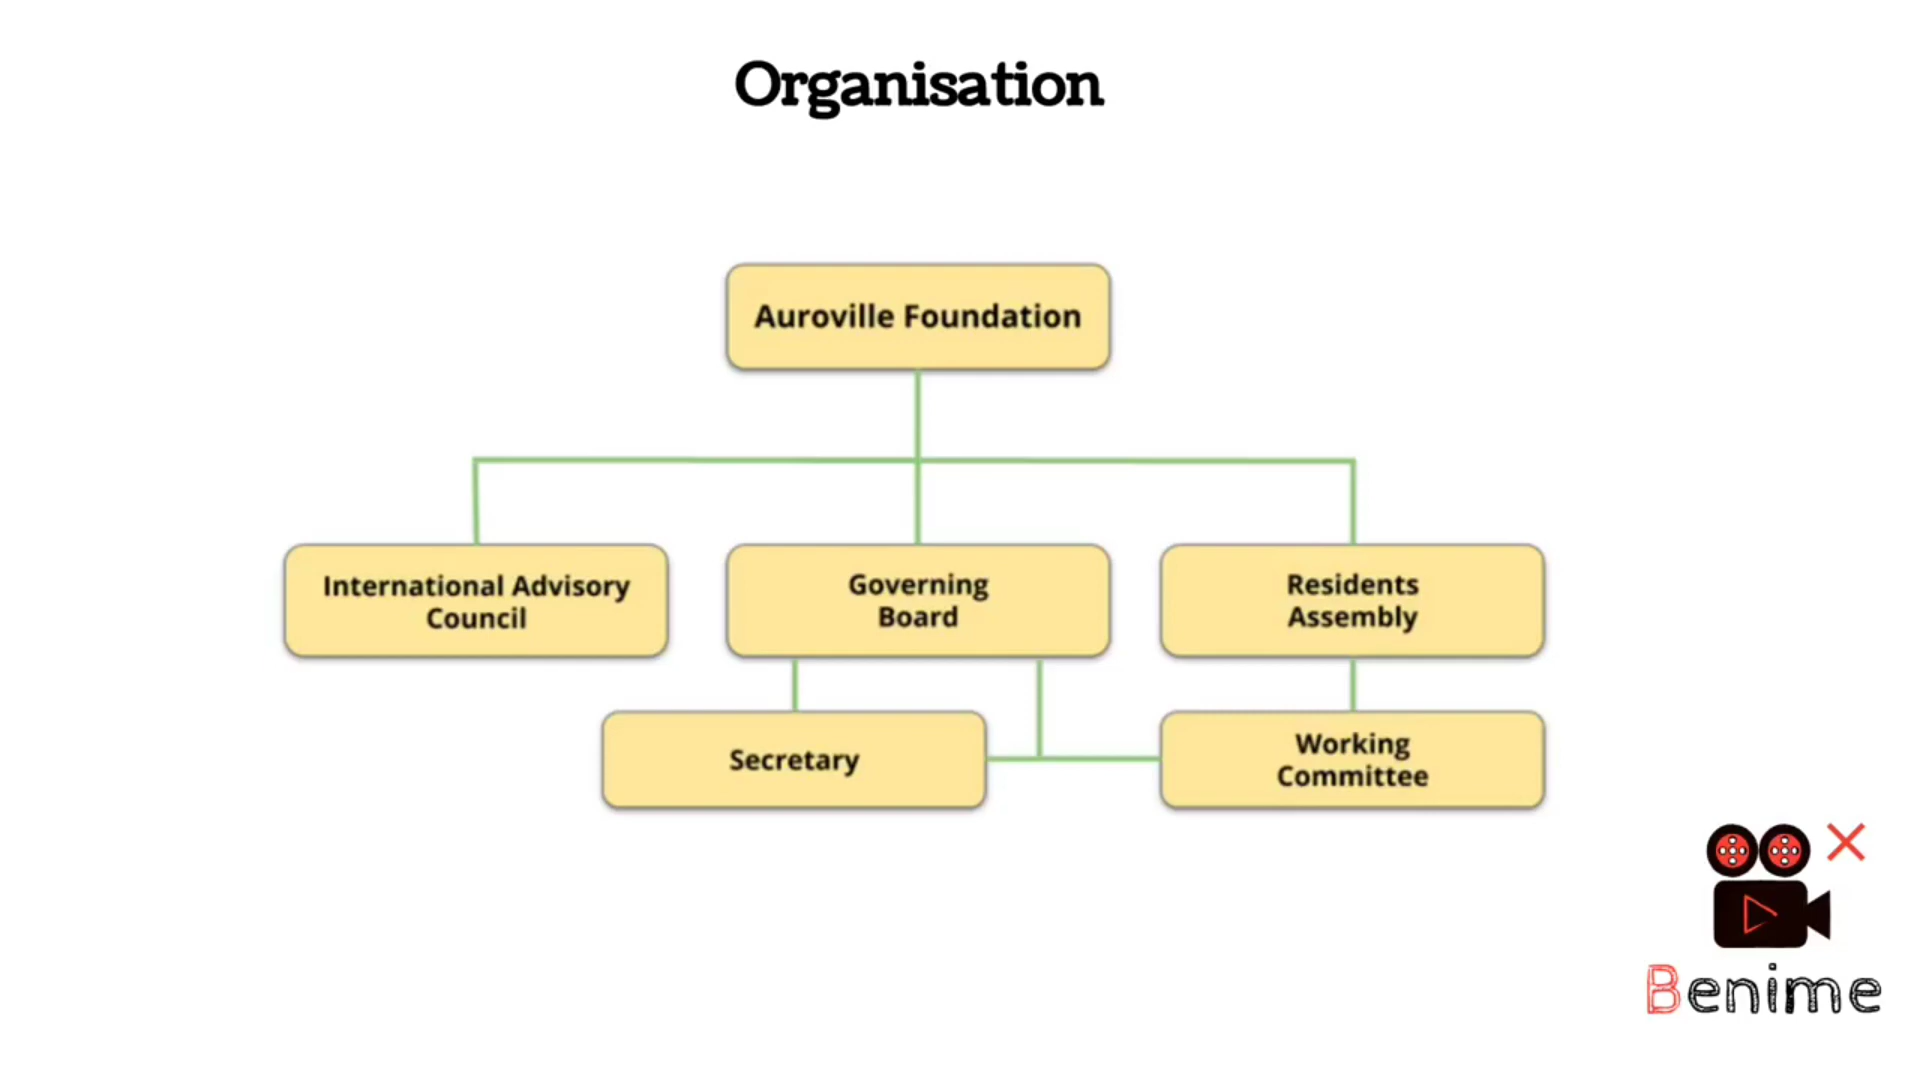 Organisation
Auroville Foundation
International Advisory
Council
Governing
Board
Residents
Assembly
Secretary
Working
Committee
Benime